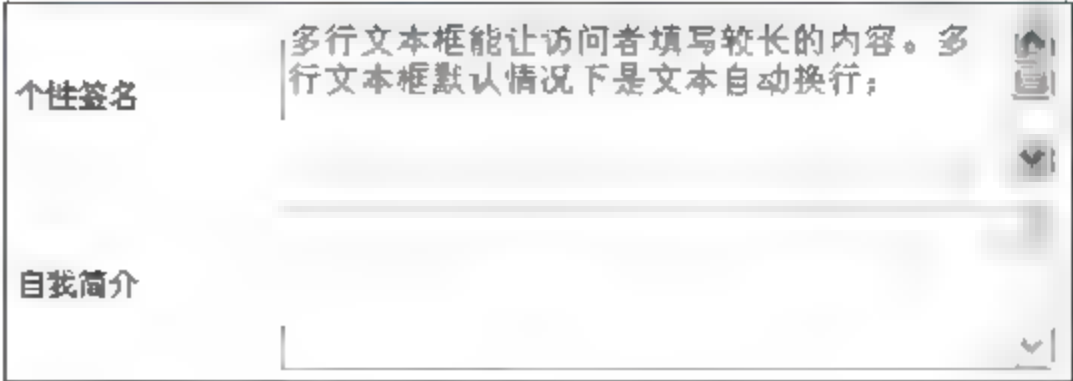 多行文本框能让访问者填写较长的内容。多
行文本框默认情况下是文本自动换行；
个性签名
自我简介